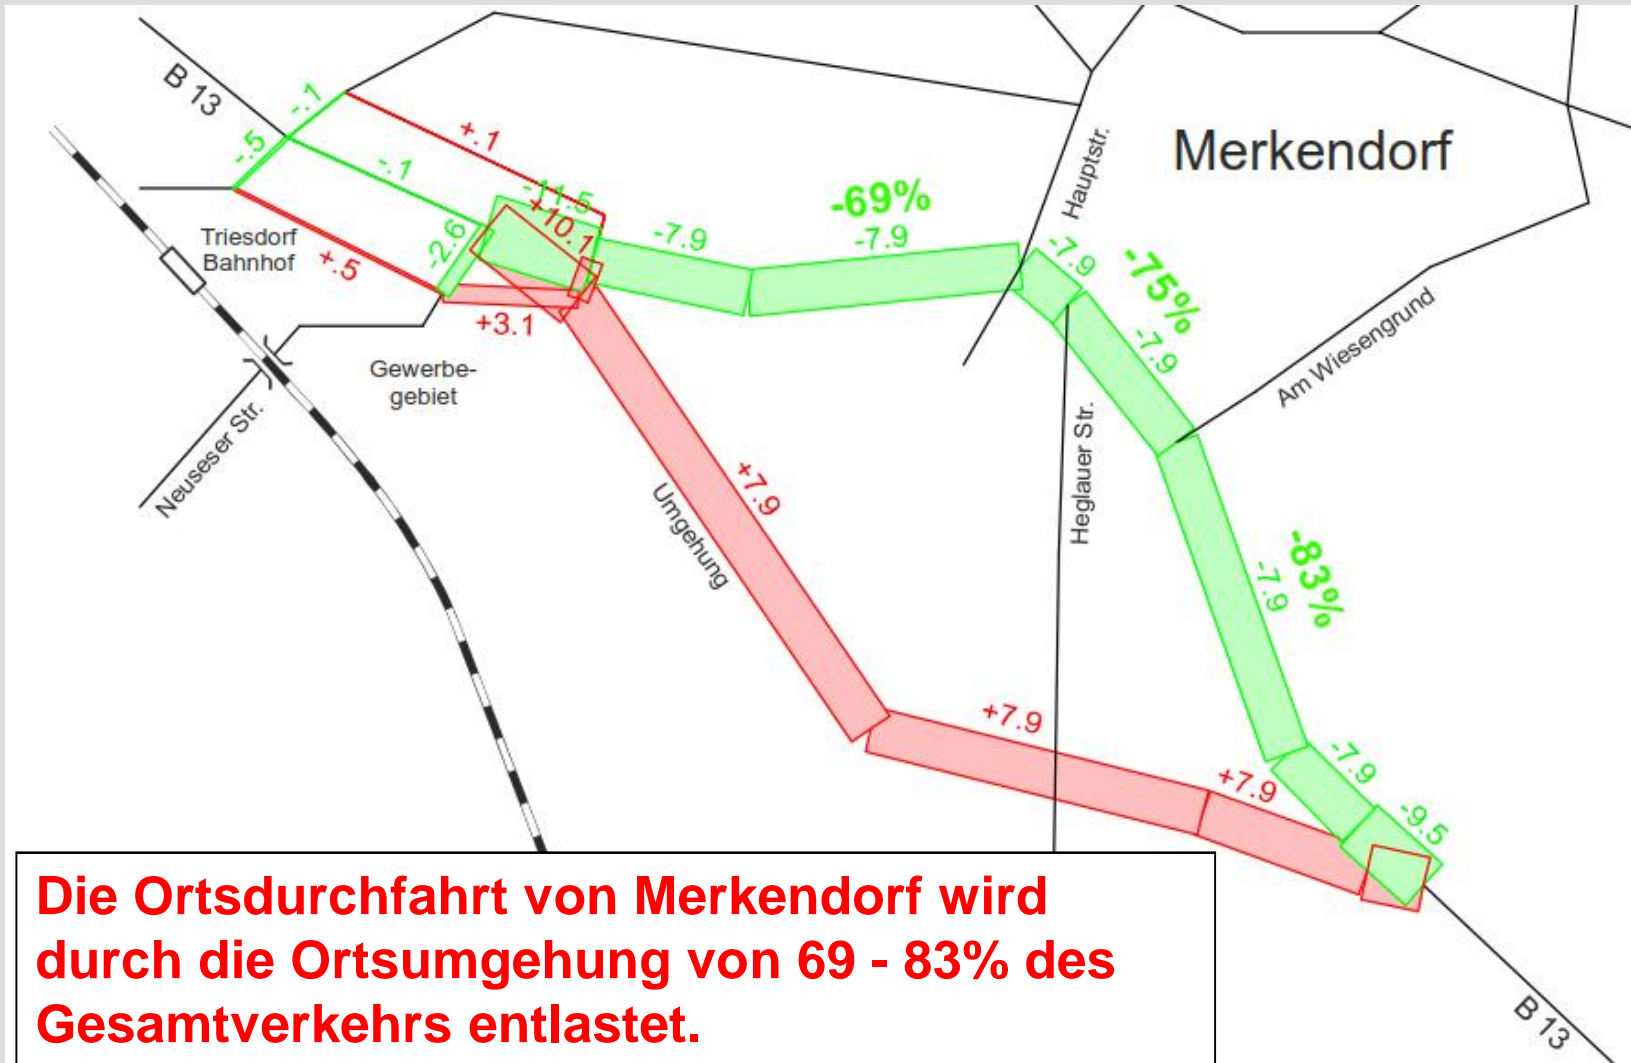 B 13
-.1
-.5
+.1
-.1
Merkendorf
Hauptstr.
-11.5
+10.1
-69%
-7.9
-7.9
-7.9
-75%
-7.9
Triesdorf
Bahnhof
-2.6
+.5
+3.1
Gewerbe-
gebiet
Neuseser Str.
Am Wiesengrund
Heglauer Str.
+7.9
Umgehung
-83%
-7.9
+7.9
+7.9
-7.9
-9.5
B 13
Die Ortsdurchfahrt von Merkendorf wird
durch die Ortsumgehung von 69 - 83% des
Gesamtverkehrs entlastet.